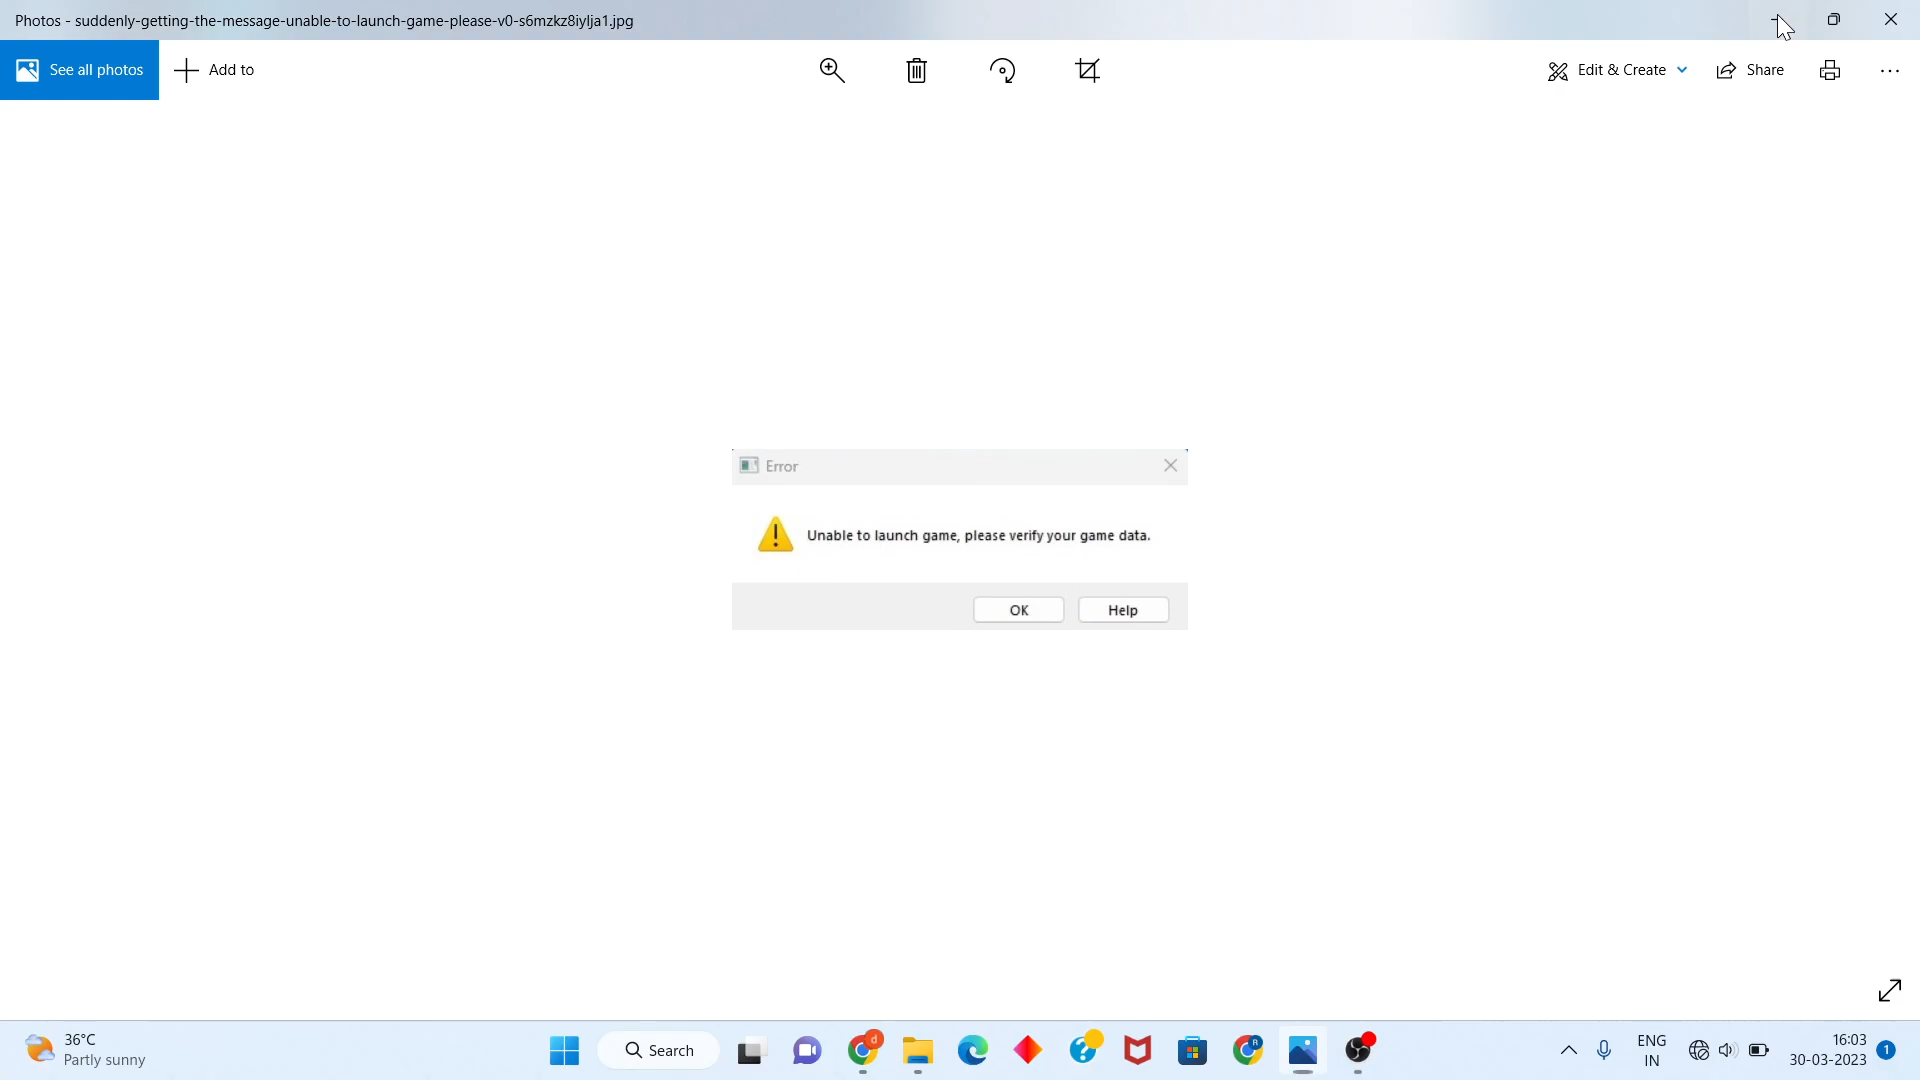 Photos - suddenly-getting-the-message-unable-to-launch-game-please-v0-s6mzkz8iylja1.jpg
See all photos
Add to
Edit & Create
Share
Error
Unable to launch game, please verify your game data.
OK
Help
36°C
Partly sunny
Search
d
R
ENG
IN
16:03
30-03-2023
1